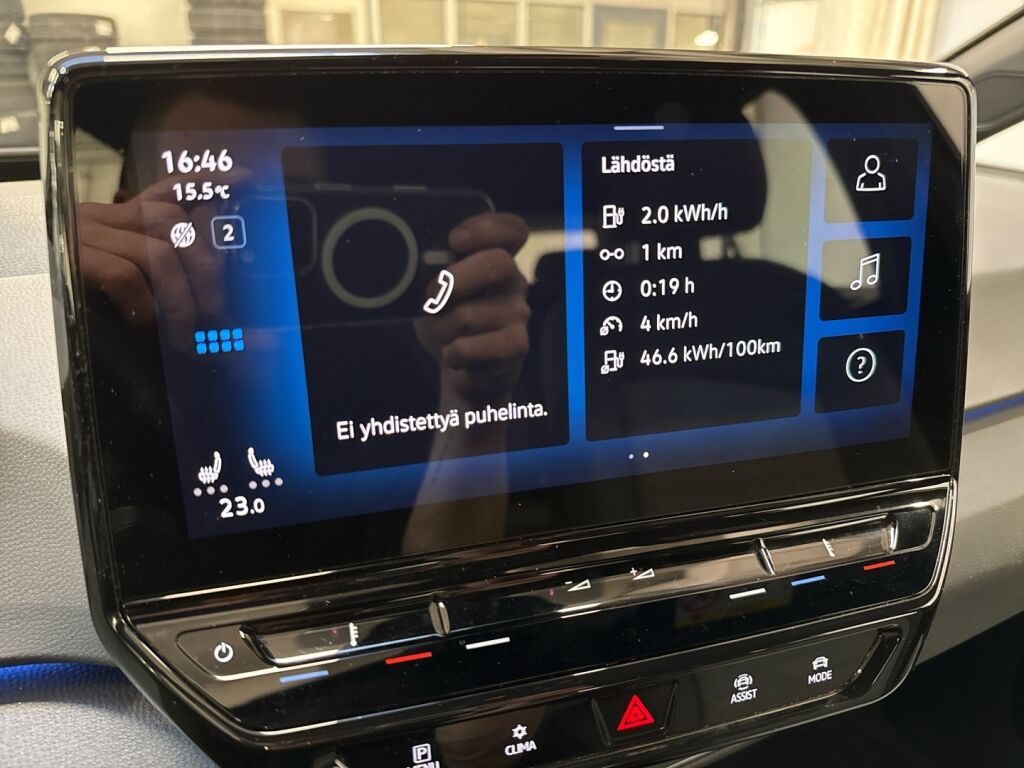 16:46
15.5°C
2
23.0
Ei yhdistettyä puhelinta.
Lähdöstä
2.0 kWh/h
1 km
0:19 h
4 km/h
46.6 kWh/100km
?
- +
P
MENU
CLIMA
ASSIST
MODE